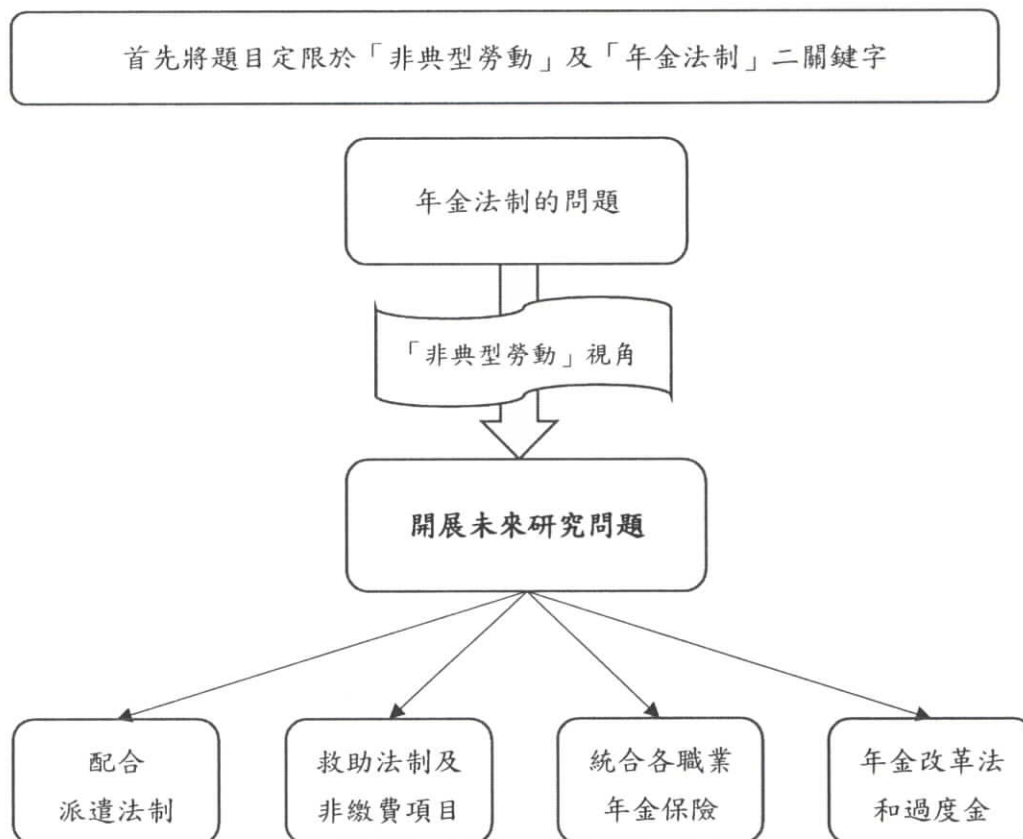 首先將題目定限於「非典型勞動」及「年金法制」二關鍵字
年金法制的問題
「非典型勞動」視角
開展未來研究問題
配合
派遣法制
救助法制及
非繳費項目
統合各職業
年金保險
年金改革法
和過度金